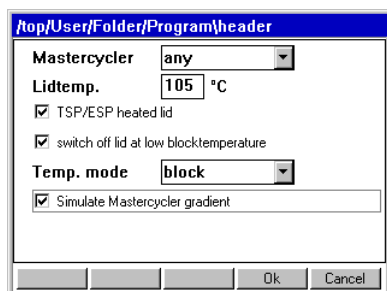 /top/User/Folder/Program\header
Mastercycler any
Lidtemp. 105 °C
TSP/ESP heated lid
switch off lid at low blocktemperature
Temp. mode block
Simulate Mastercycler gradient
Ok Cancel